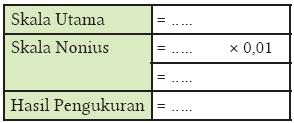 Skala Utama = .....
Skala Nonius = ..... × 0,01
= .....
Hasil Pengukuran = .....